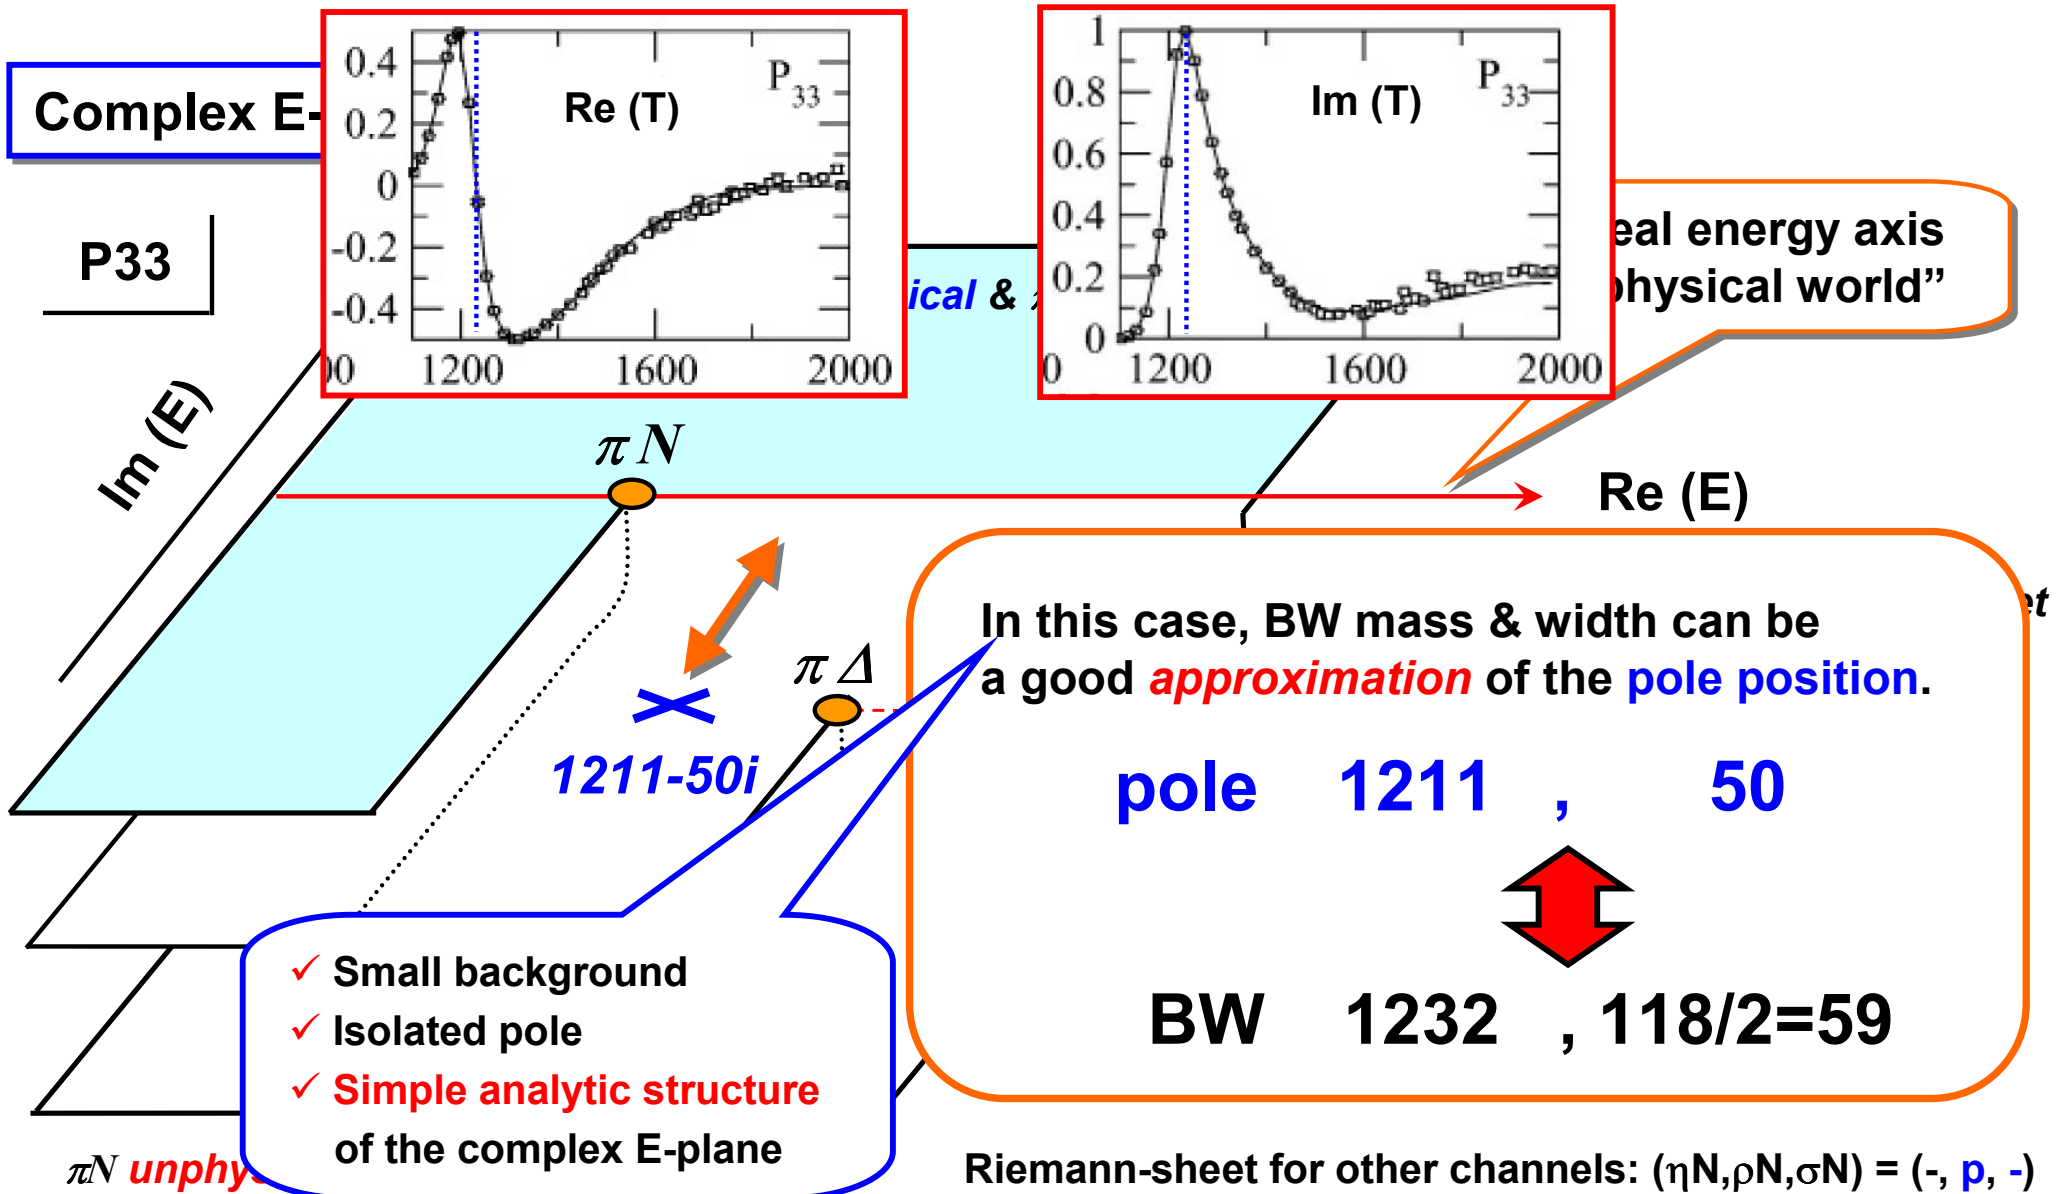 Complex E-
P33
0.4
0.2
0
-0.2
-0.4
00 1200 1600 2000
Re (T)
P33
1
0.8
0.6
0.4
0.2
0
0 1200 1600 2000
Im (T)
P33
eal energy axis
physical world”
ical & π
Im (E)
π N
Re (E)
et
π Δ
1211-50i
In this case, BW mass & width can be
a good approximation of the pole position.
pole 1211 , 50
BW 1232 , 118/2=59
✓ Small background
✓ Isolated pole
✓ Simple analytic structure
of the complex E-plane
πN unphys
Riemann-sheet for other channels: (ηN,ρN,σN) = (-, p, -)